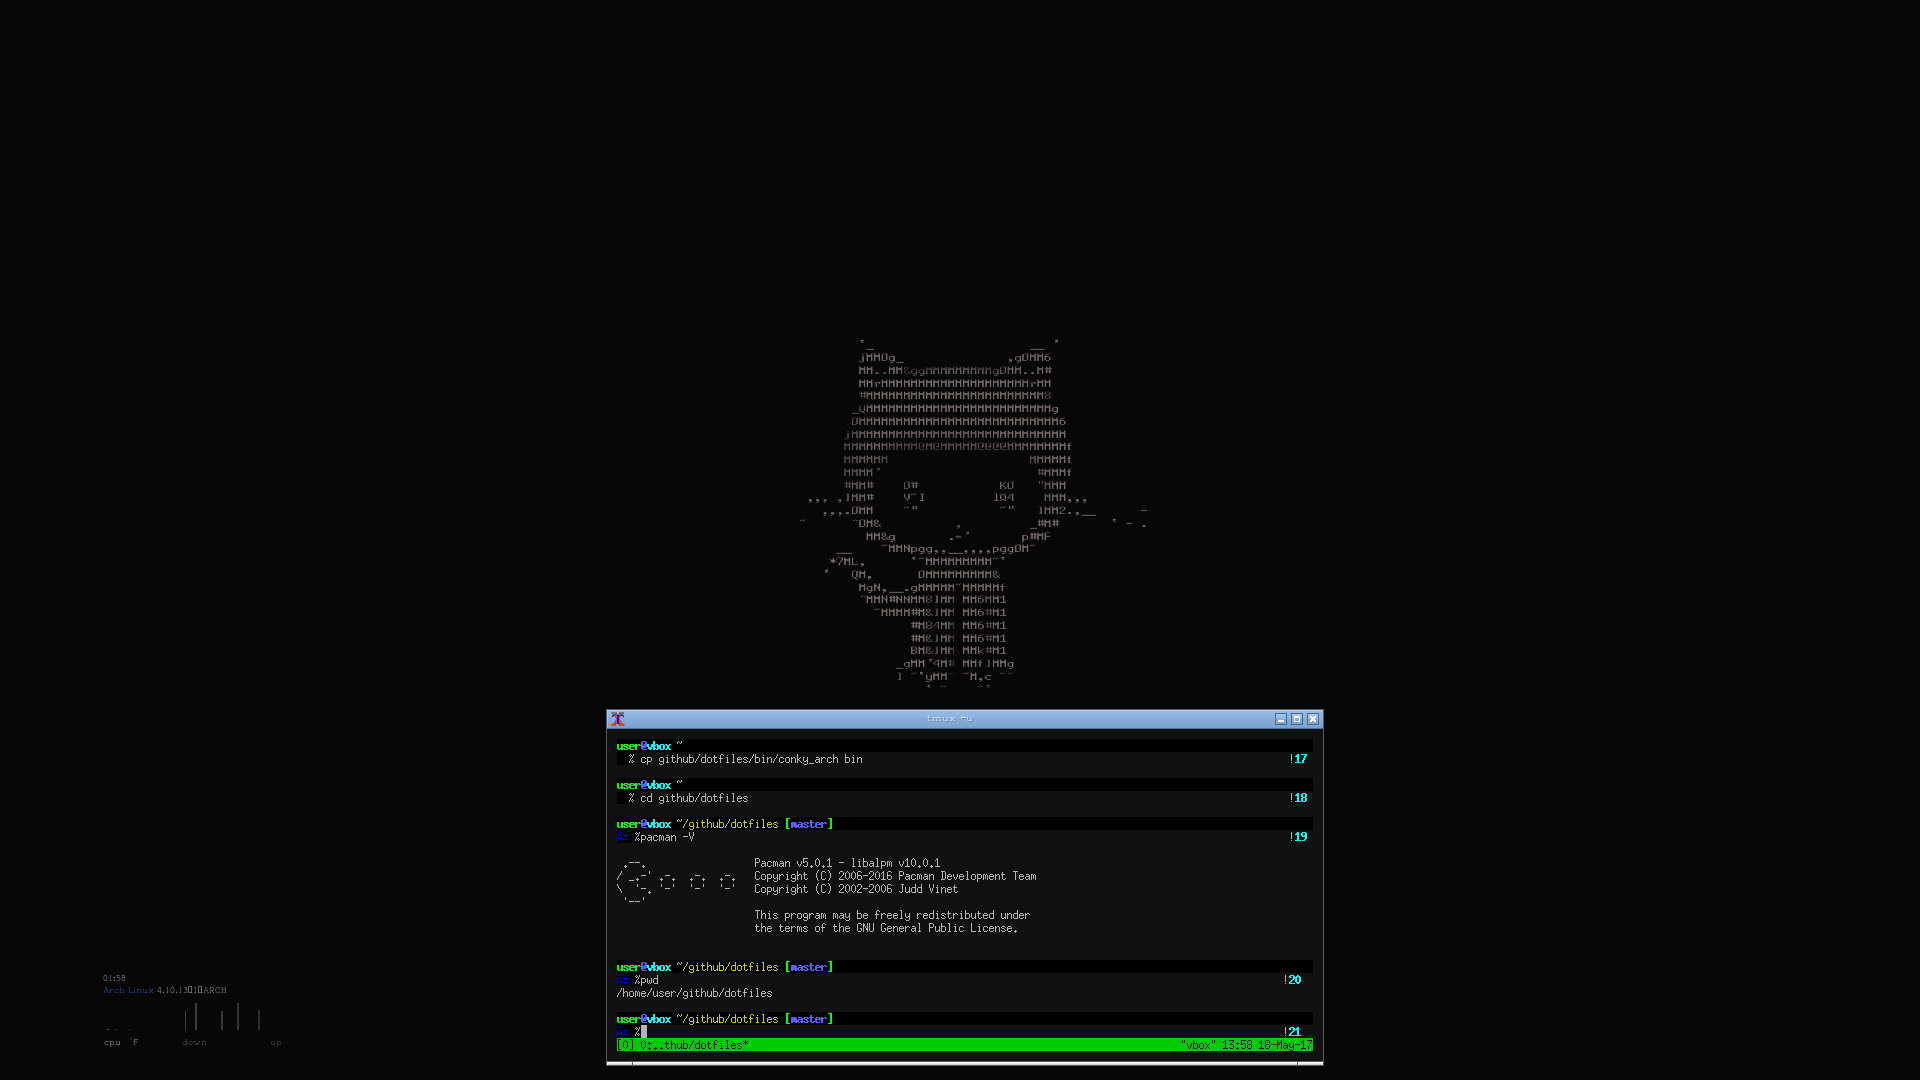 tmux -u
user@vbox ~
% cp github/dotfiles/bin/conky_arch bin !17
user@vbox ~
% cd github/dotfiles !18
user@vbox ~/github/dotfiles [master]
%pacman -V !19
Pacman v5.0.1 - libalpm v10.0.1
Copyright (C) 2006-2016 Pacman Development Team
Copyright (C) 2002-2006 Judd Vinet
This program may be freely redistributed under
the terms of the GNU General Public License.
user@vbox ~/github/dotfiles [master]
%pwd !20
/home/user/github/dotfiles
user@vbox ~/github/dotfiles [master]
% !21
[0] 0:..thub/dotfiles* "vbox" 13:58 18-May-17
01:58
Arch Linux 4.10.13 1 ARCH
cpu °F down up